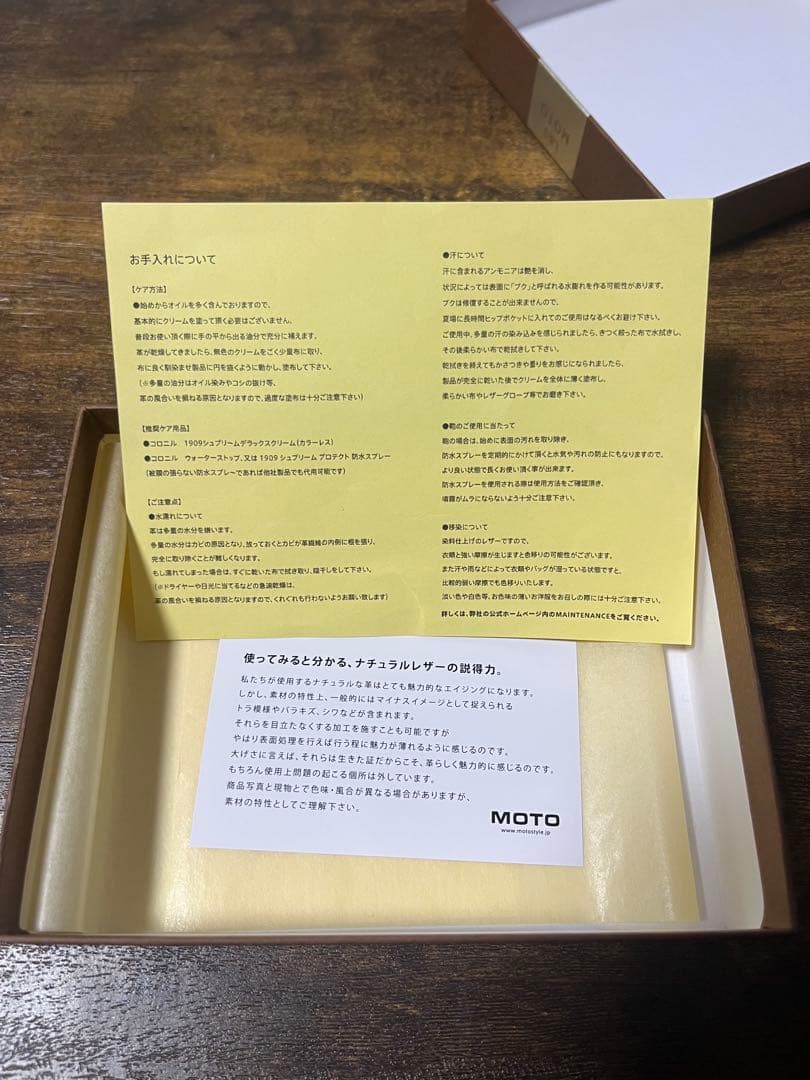 MOTO
お手入れについて
【ケア方法】
●始めからオイルを多く含んでおりますので、
基本的にクリームを塗って頂く必要はございません。
普段お使い頂く際に手の平から出る油分で充分に補えます。
革が乾燥してきましたら、無色のクリームをごく少量布に取り、
布に良く馴染ませ製品に円を描くように動かし、塗布して下さい。
(※多量の油分はオイル染みやコシの抜け等、
革の風合いを損ねる原因となりますので、過度な塗布は十分ご注意下さい)
【推奨ケア用品】
●コロニル 1909シュプリームデラックスクリーム(カラーレス)
●コロニル ウォーターストップ、又は 1909 シュプリーム プロテクト 防水スプレー
(被膜の張らない防水スプレーであれば他社製品でも代用可能です)
【ご注意点】
●水濡れについて
革は多量の水分を嫌います。
多量の水分はカビの原因となり、放っておくとカビが革繊維の内側に根を張り、
完全に取り除くことが難しくなります。
もし濡れてしまった場合は、すぐに乾いた布で拭き取り、陰干しをして下さい。
(※ドライヤーや日光に当てるなどの急速乾燥は、
革の風合いを損ねる原因となりますので、くれぐれも行わないようお願い致します)
●汗について
汗に含まれるアンモニアは艶を消し、
状況によっては表面に「ブク」と呼ばれる水膨れを作る可能性があります。
ブクは修復することが出来ませんので、
夏場に長時間ヒップポケットに入れてのご使用はなるべくお避け下さい。
ご使用中、多量の汗の染み込みを感じられましたら、きつく絞った布で水拭きし、
その後柔らかい布で乾拭きして下さい。
乾拭きを終えてもかさつきや曇りをお感じになられましたら、
製品が完全に乾いた後でクリームを全体に薄く塗布し、
柔らかい布やレザーグローブ等でお磨き下さい。
●鞄のご使用に当たって
鞄の場合は、始めに表面の汚れを取り除き、
防水スプレーを定期的にかけて頂くと水気や汚れの防止にもなりますので、
より良い状態で長くお使い頂く事が出来ます。
防水スプレーを使用される際は使用方法をご確認頂き、
噴霧がムラにならないよう十分ご注意下さい。
●移染について
染料仕上げのレザーですので、
衣類と強い摩擦が生じますと色移りの可能性がございます。
また汗や雨などによって衣類やバッグが湿っている状態ですと、
比較的弱い摩擦でも色移りいたします。
淡い色や白色等、お色味の薄いお洋服をお召しの際には十分ご注意下さい。
詳しくは、弊社の公式ホームページ内のMAINTENANCEをご覧ください。
使ってみると分かる、ナチュラルレザーの説得力。
私たちが使用するナチュラルな革はとても魅力的なエイジングになります。
しかし、素材の特性上、一般的にはマイナスイメージとして捉えられる
トラ模様やバラキズ、シワなどが含まれます。
それらを目立たなくする加工を施すことも可能ですが
やはり表面処理を行えば行う程に魅力が薄れるように感じるのです。
大げさに言えば、それらは生きた証だからこそ、革らしく魅力的に感じるのです。
もちろん使用上問題の起こる個所は外しています。
商品写真と現物とで色味・風合が異なる場合がありますが、
素材の特性としてご理解下さい。
MOTO
www.motostyle.jp